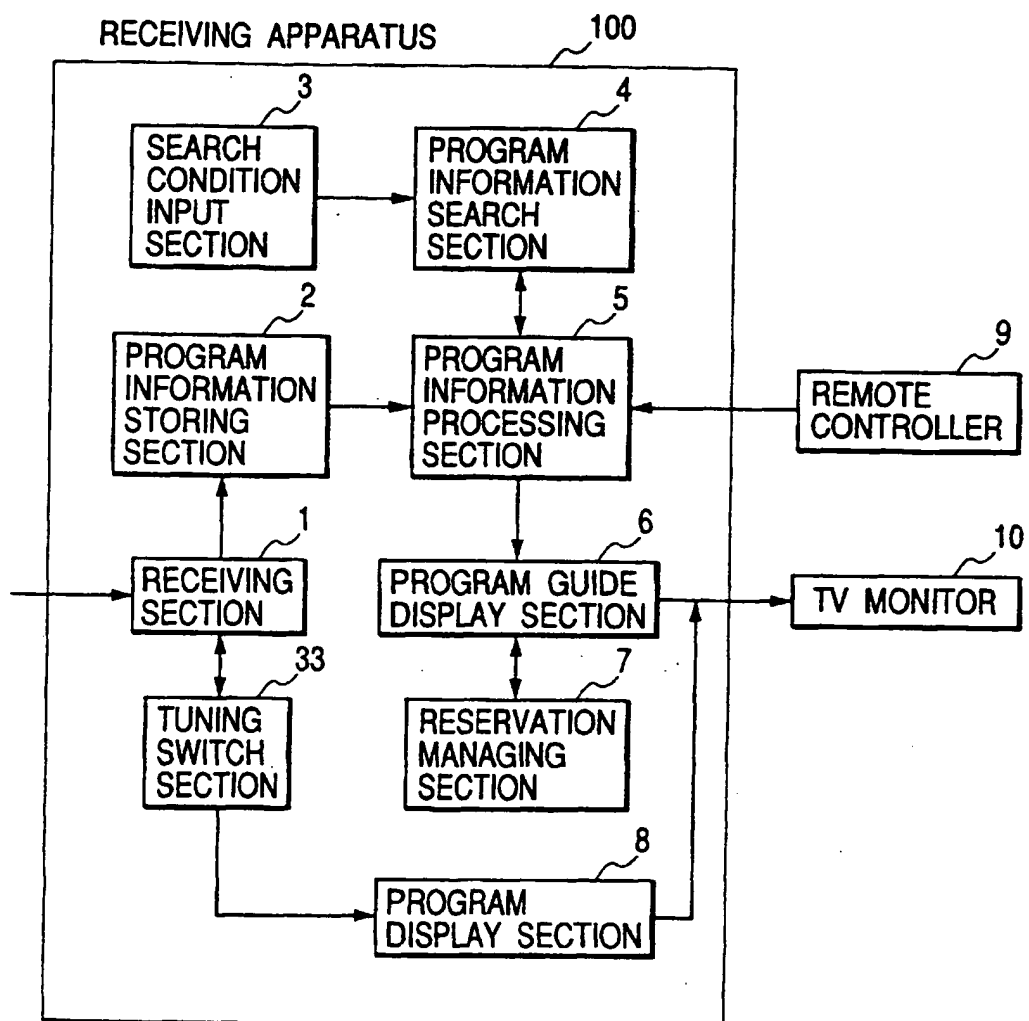 RECEIVING APPARATUS
100
3
SEARCH
CONDITION
INPUT
SECTION
4
PROGRAM
INFORMATION
SEARCH
SECTION
2
PROGRAM
INFORMATION
STORING
SECTION
5
PROGRAM
INFORMATION
PROCESSING
SECTION
9
REMOTE
CONTROLLER
1
RECEIVING
SECTION
6
PROGRAM GUIDE
DISPLAY SECTION
10
TV MONITOR
33
TUNING
SWITCH
SECTION
7
RESERVATION
MANAGING
SECTION
8
PROGRAM
DISPLAY SECTION